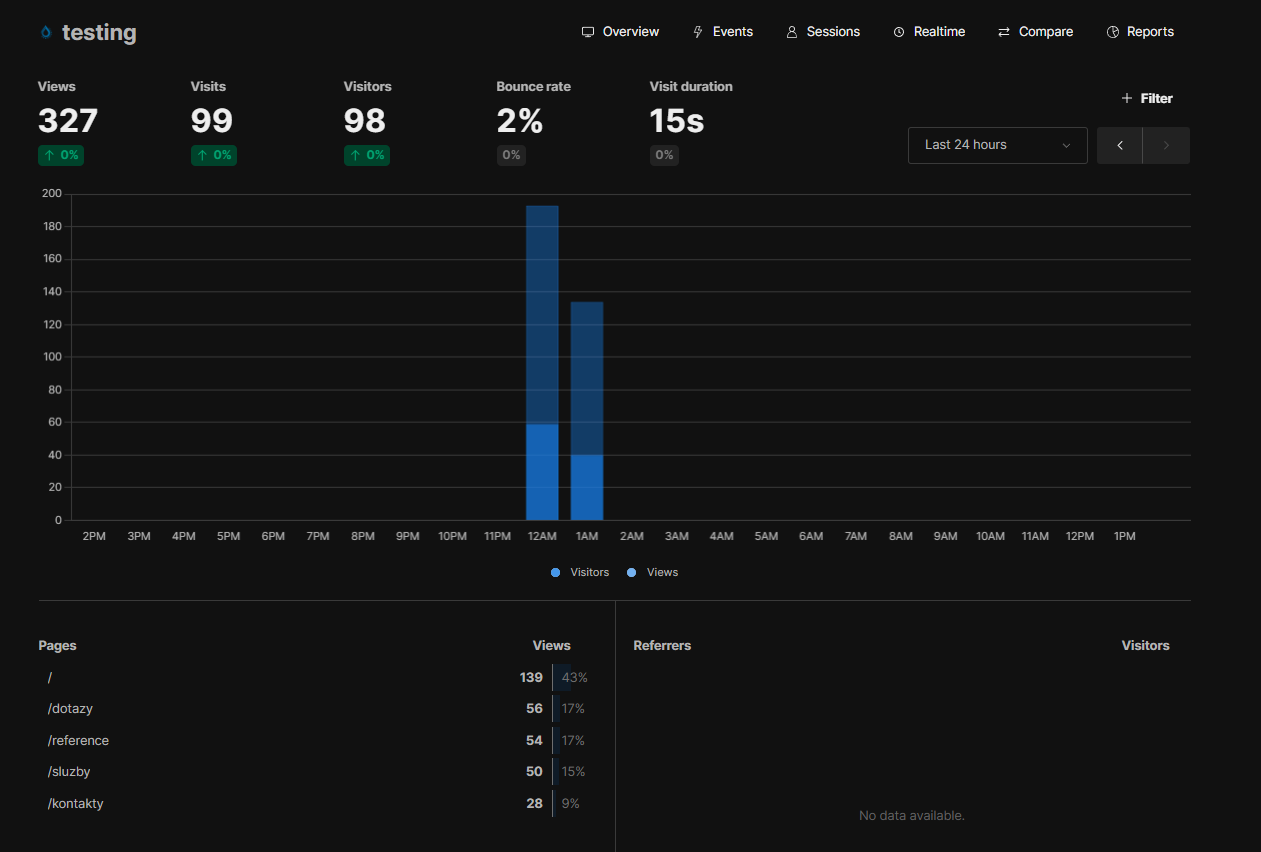 testing
Overview Events Sessions Realtime Compare Reports
Views Visits Visitors Bounce rate Visit duration
327 99 98 2% 15s
↑ 0% ↑ 0% ↑ 0% 0% 0%
+ Filter
Last 24 hours
200
180
160
140
120
100
80
60
40
20
0
2PM 3PM 4PM 5PM 6PM 7PM 8PM 9PM 10PM 11PM 12AM 1AM 2AM 3AM 4AM 5AM 6AM 7AM 8AM 9AM 10AM 11AM 12PM 1PM
Visitors Views
Pages Views
/ 139 43%
/dotazy 56 17%
/reference 54 17%
/sluzby 50 15%
/kontakty 28 9%
Referrers Visitors
No data available.